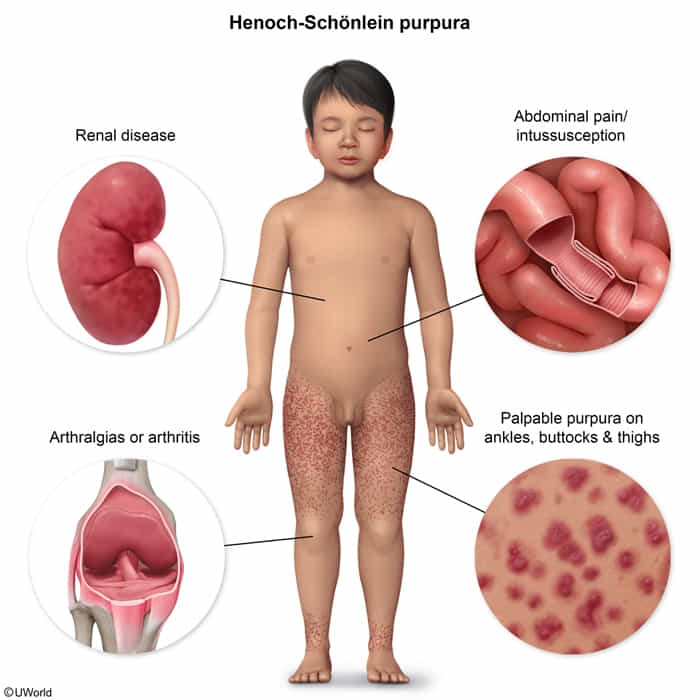 Henoch-Schönlein purpura
Renal disease
Abdominal pain/
intussusception
Arthralgias or arthritis
Palpable purpura on
ankles, buttocks & thighs
©UWorld